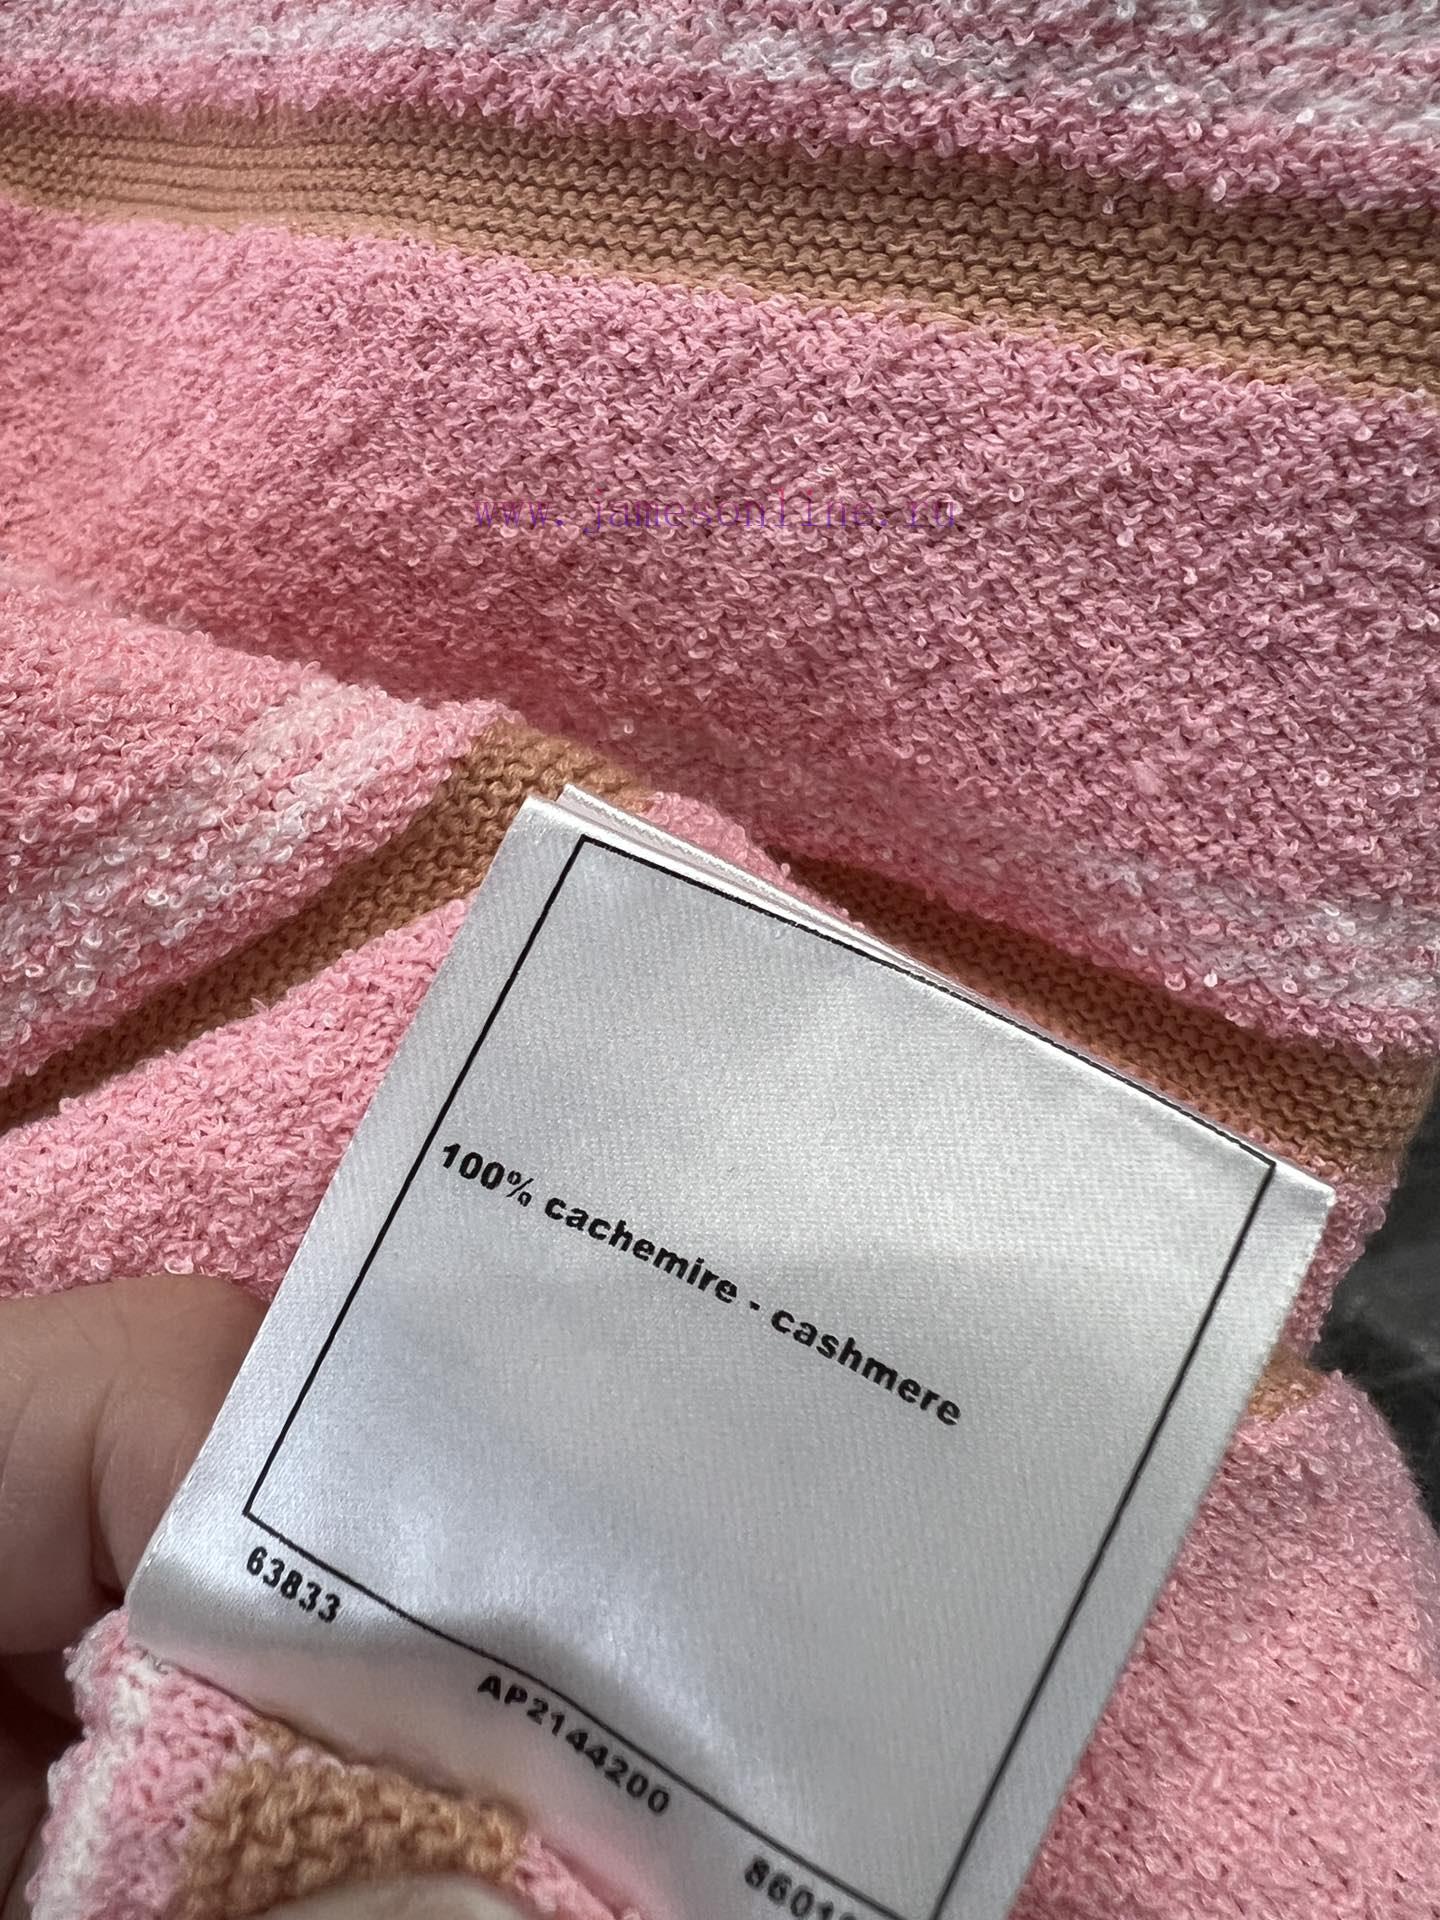 www.jamesonline.ru
100% cachemire - cashmere
63833
AP2144200